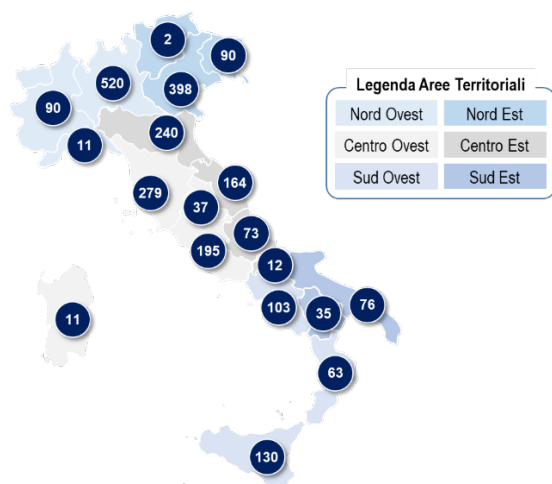 2
90
520
398
90
240
11
164
279
37
73
195
12
103
35
76
11
63
130
Legenda Aree Territoriali
Nord Ovest
Nord Est
Centro Ovest
Centro Est
Sud Ovest
Sud Est